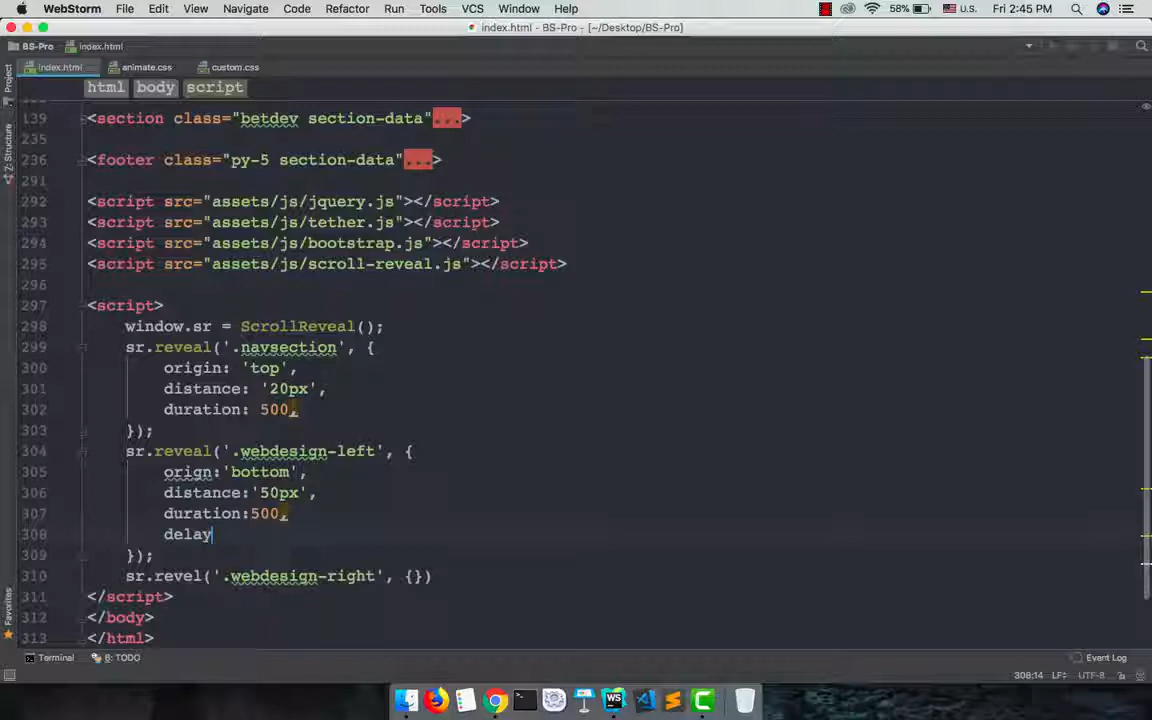 WebStorm File Edit View Navigate Code Refactor Run Tools VCS Window Help 58% U.S. Fri 2:45 PM
index.html - BS-Pro - [~/Desktop/BS-Pro]
BS-Pro index.html
index.html animate.css custom.css
html body script
Project
Z: Structure
Favorites
139 <section class="betdev section-data"...>
235
236 <footer class="py-5 section-data"...>
291
292 <script src="assets/js/jquery.js"></script>
293 <script src="assets/js/tether.js"></script>
294 <script src="assets/js/bootstrap.js"></script>
295 <script src="assets/js/scroll-reveal.js"></script>
296
297 <script>
298 window.sr = ScrollReveal();
299 sr.reveal('.navsection', {
300 origin: 'top',
301 distance: '20px',
302 duration: 500,
303 });
304 sr.reveal('.webdesign-left', {
305 orign:'bottom',
306 distance:'50px',
307 duration:500,
308 delay
309 });
310 sr.revel('.webdesign-right', {})
311 </script>
312 </body>
313 </html>
Terminal 6: TODO Event Log
308:14 LF UTF-8
WS